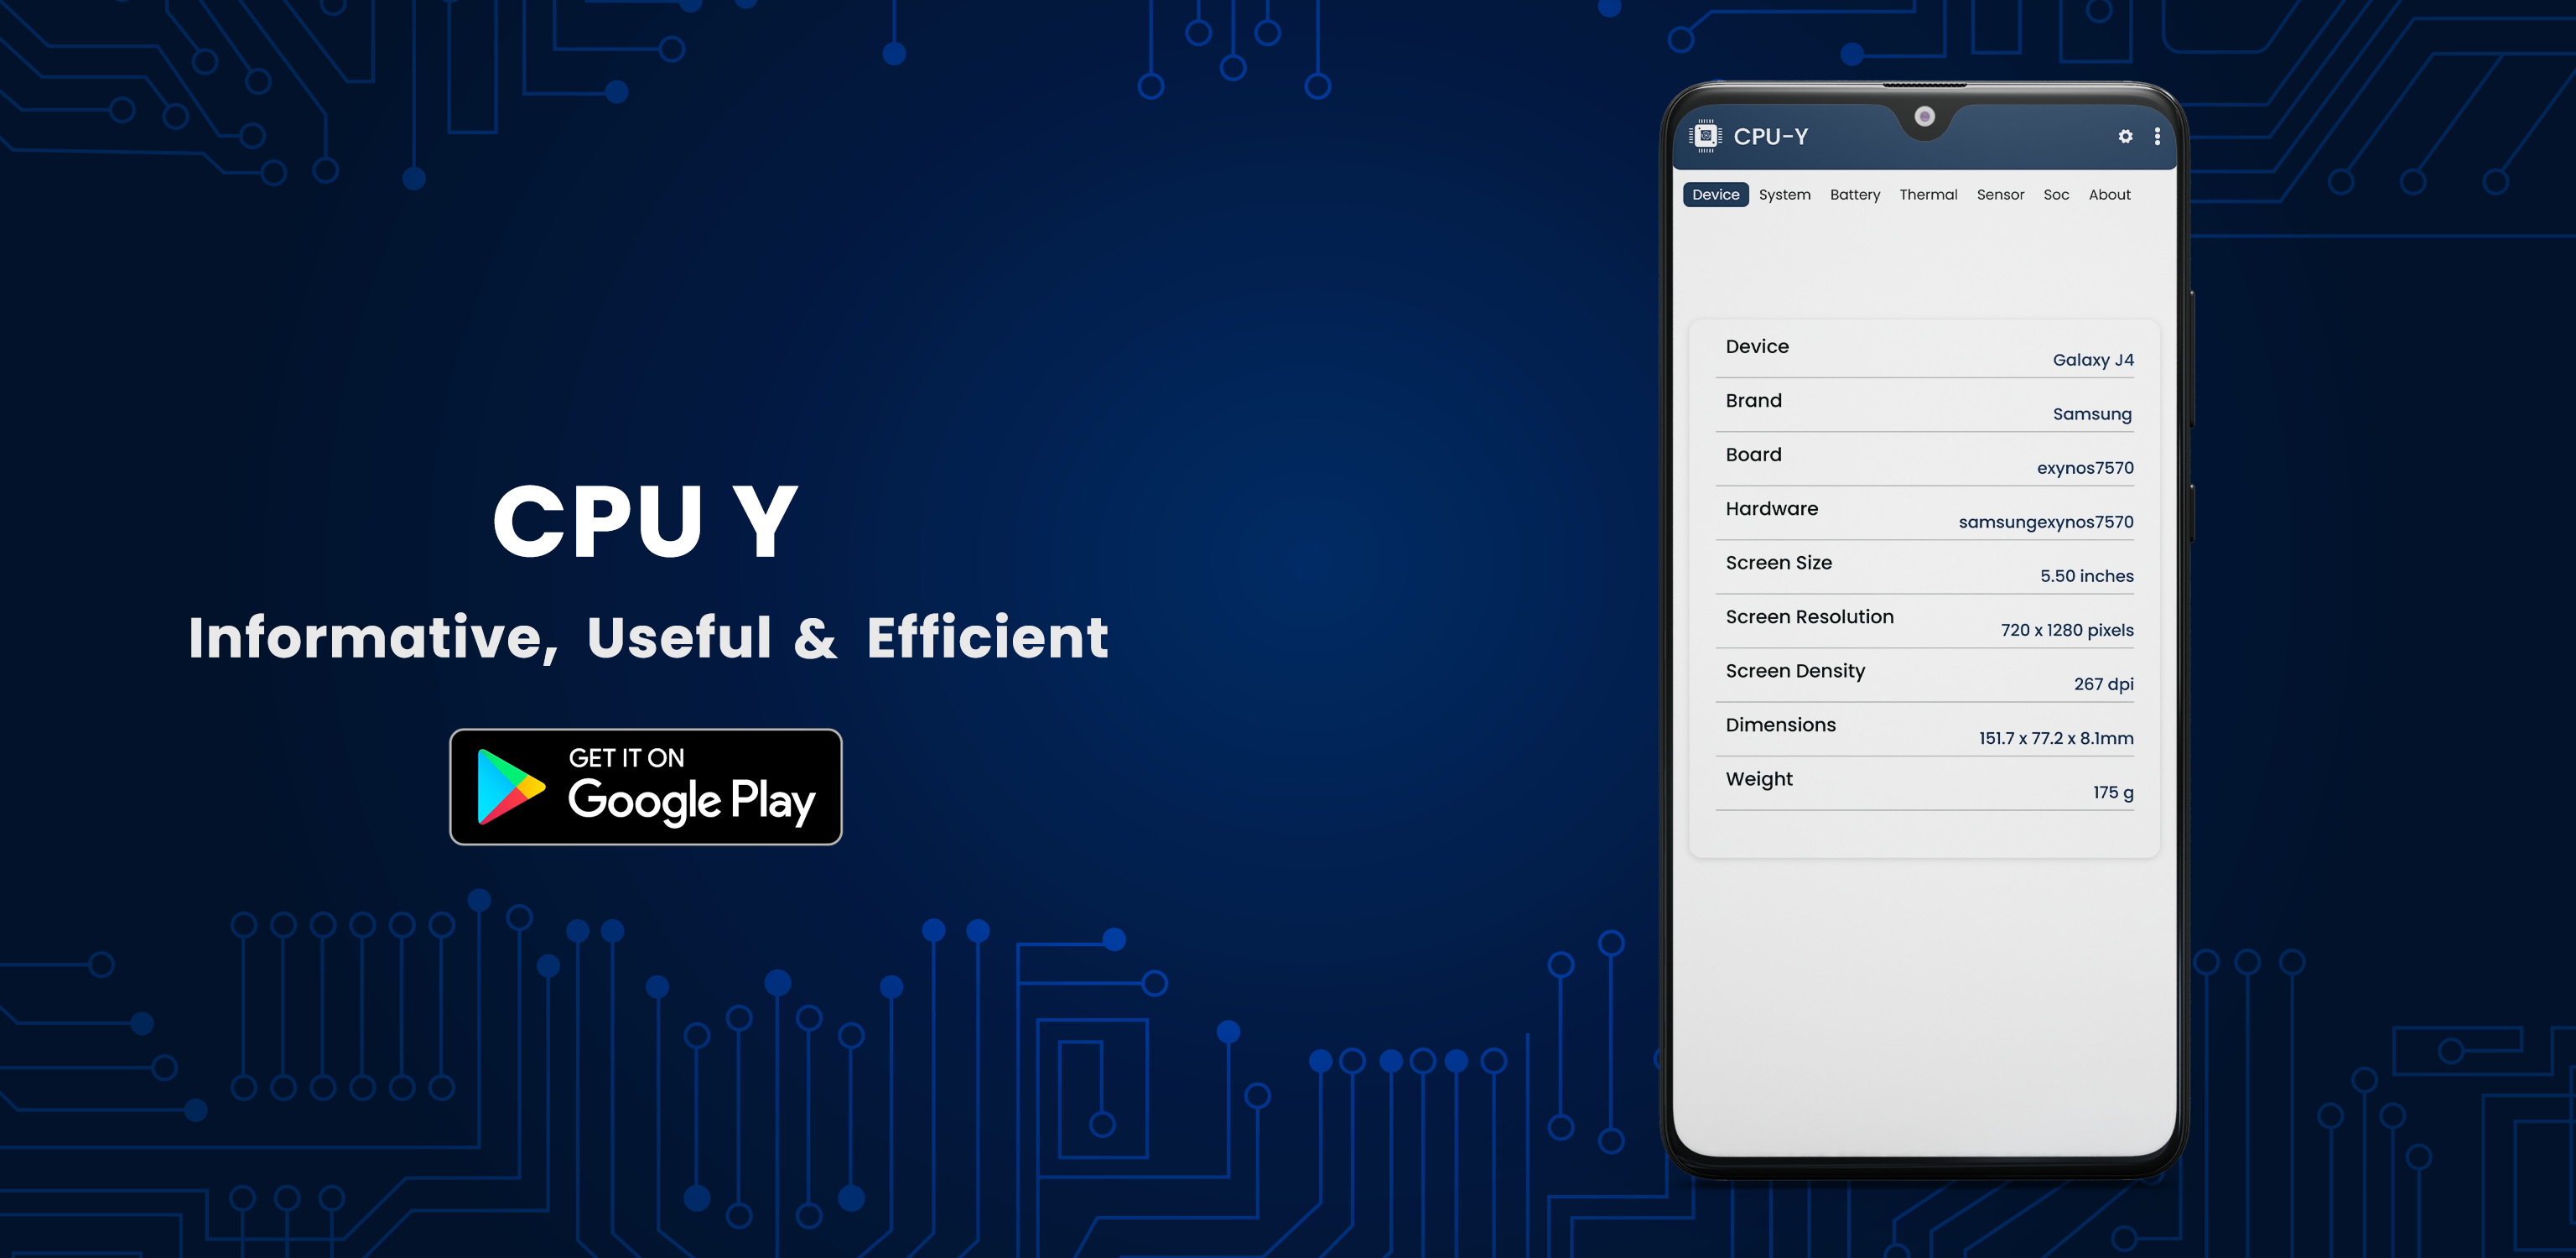 CPU Y
Informative, Useful & Efficient
GET IT ON
Google Play
CPU-Y
Device System Battery Thermal Sensor Soc About
Device
Galaxy J4
Brand
Samsung
Board
exynos7570
Hardware
samsungexynos7570
Screen Size
5.50 inches
Screen Resolution
720 x 1280 pixels
Screen Density
267 dpi
Dimensions
151.7 x 77.2 x 8.1mm
Weight
175 g